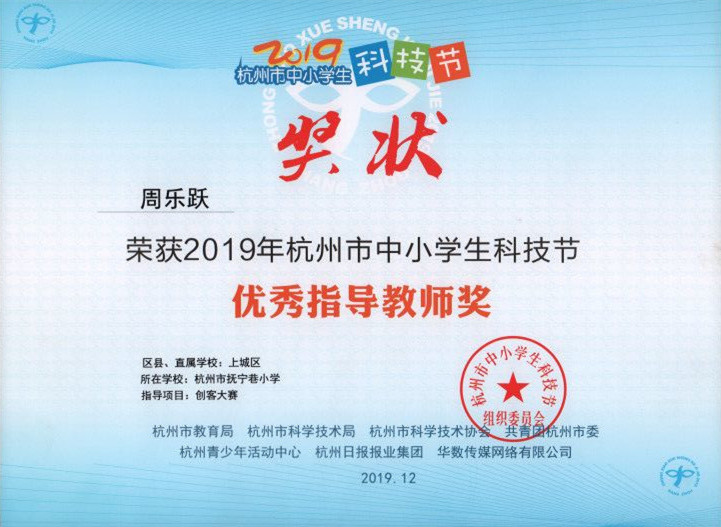 2019
杭州市中小学生科技节
奖状
周乐跃
荣获2019年杭州市中小学生科技节
优秀指导教师奖
区县、直属学校：上城区
所在学校：杭州市抚宁巷小学
指导项目：创客大赛
杭州市中小学生科技节
组织委员会
杭州市教育局 杭州市科学技术局 杭州市科学技术协会 共青团杭州市委
杭州青少年活动中心 杭州日报报业集团 华数传媒网络有限公司
2019.12